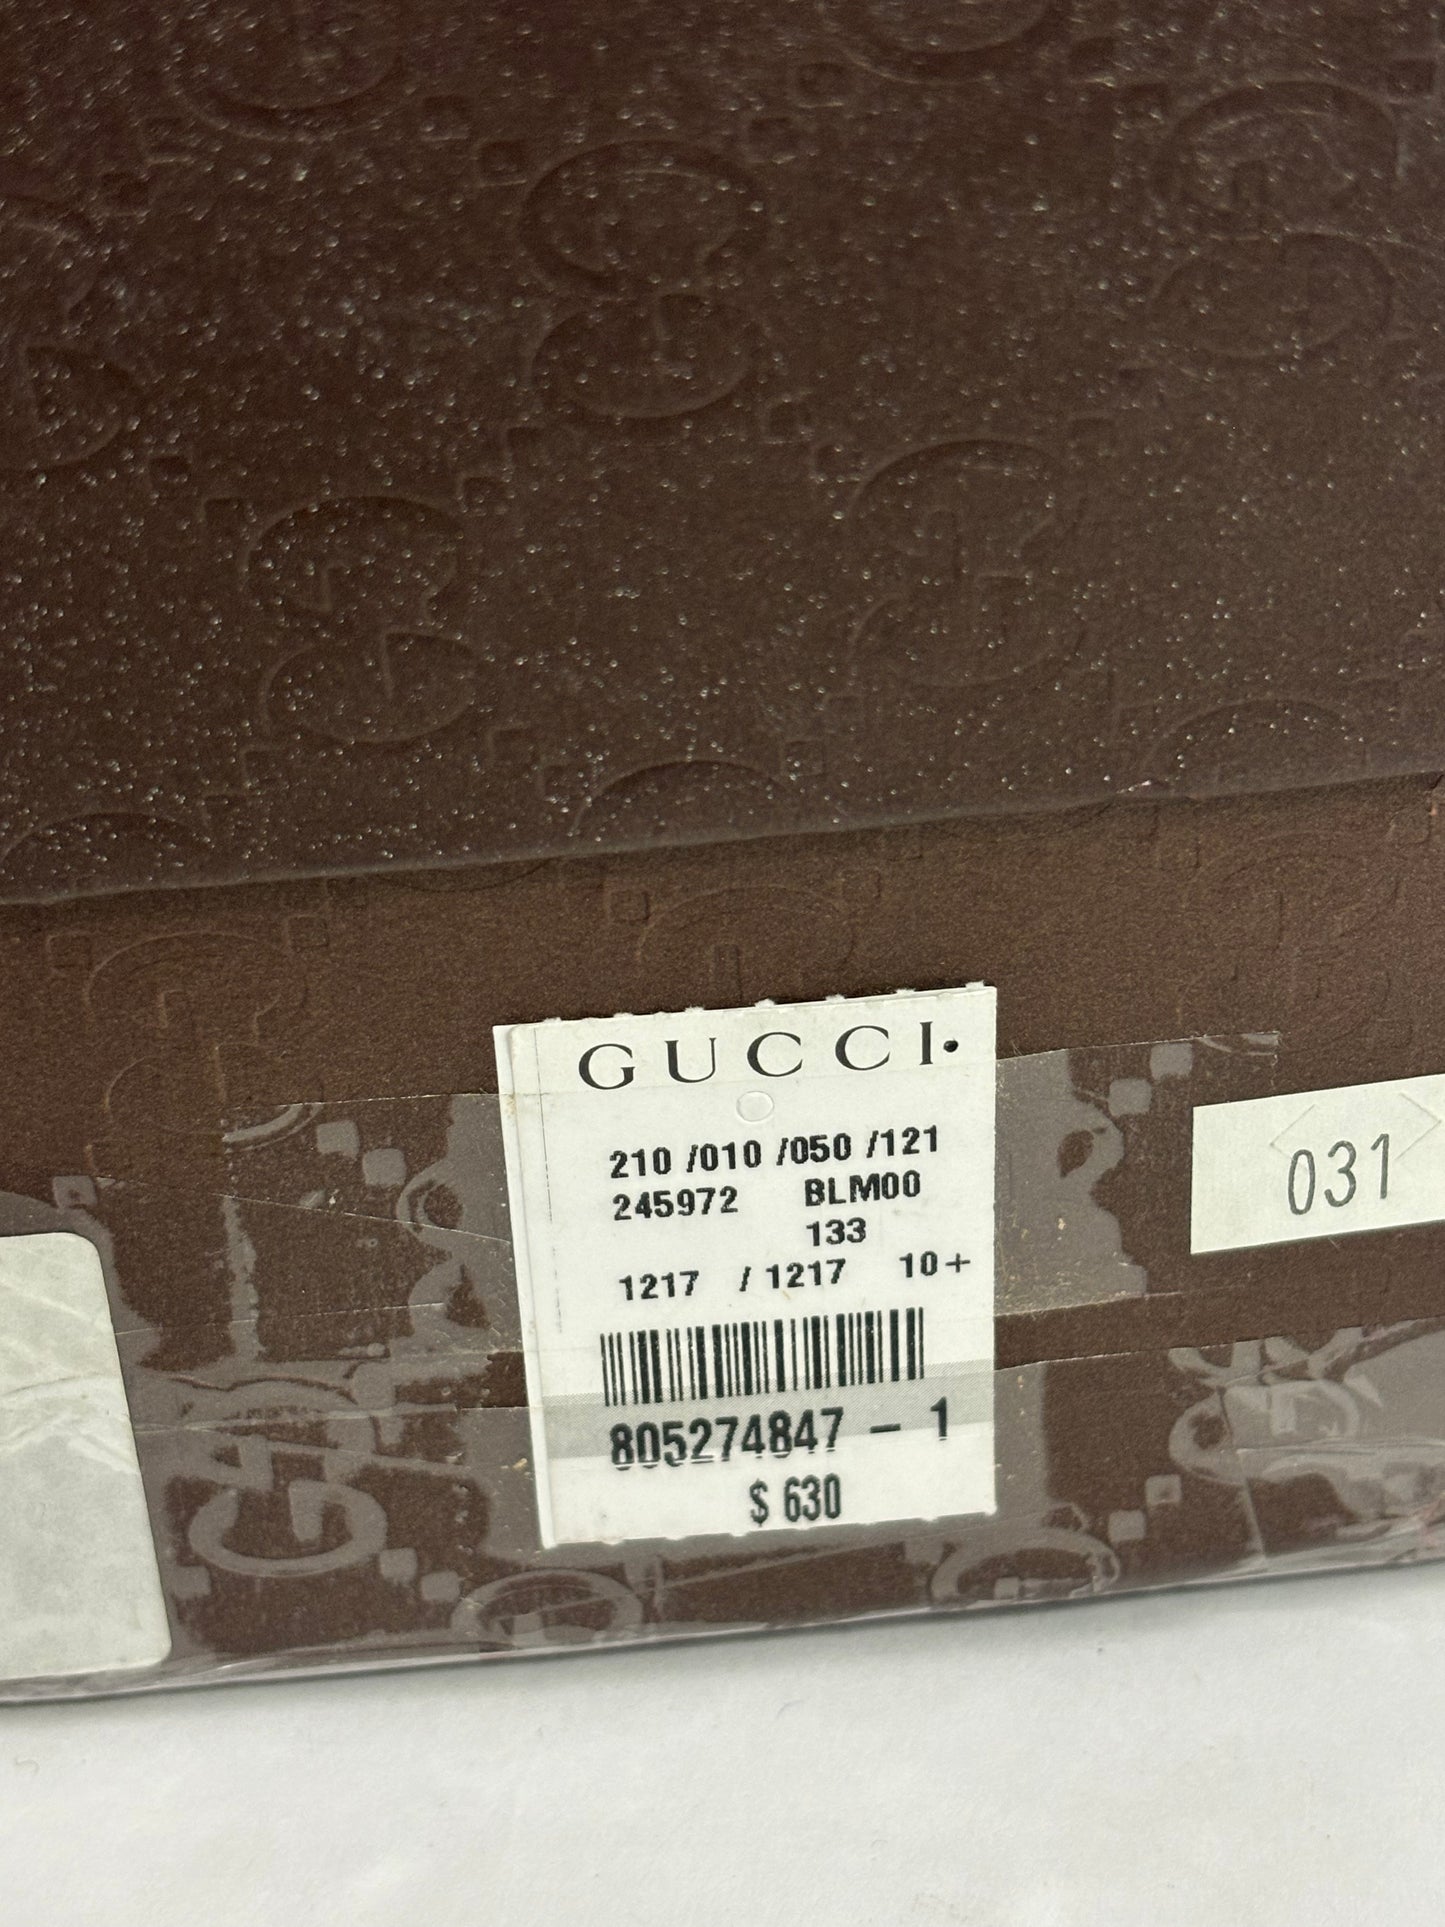 GUCCI.
210 /010 /050 /121
245972 BLM00
133
1217 / 1217 10+
805274847 – 1
$ 630
031